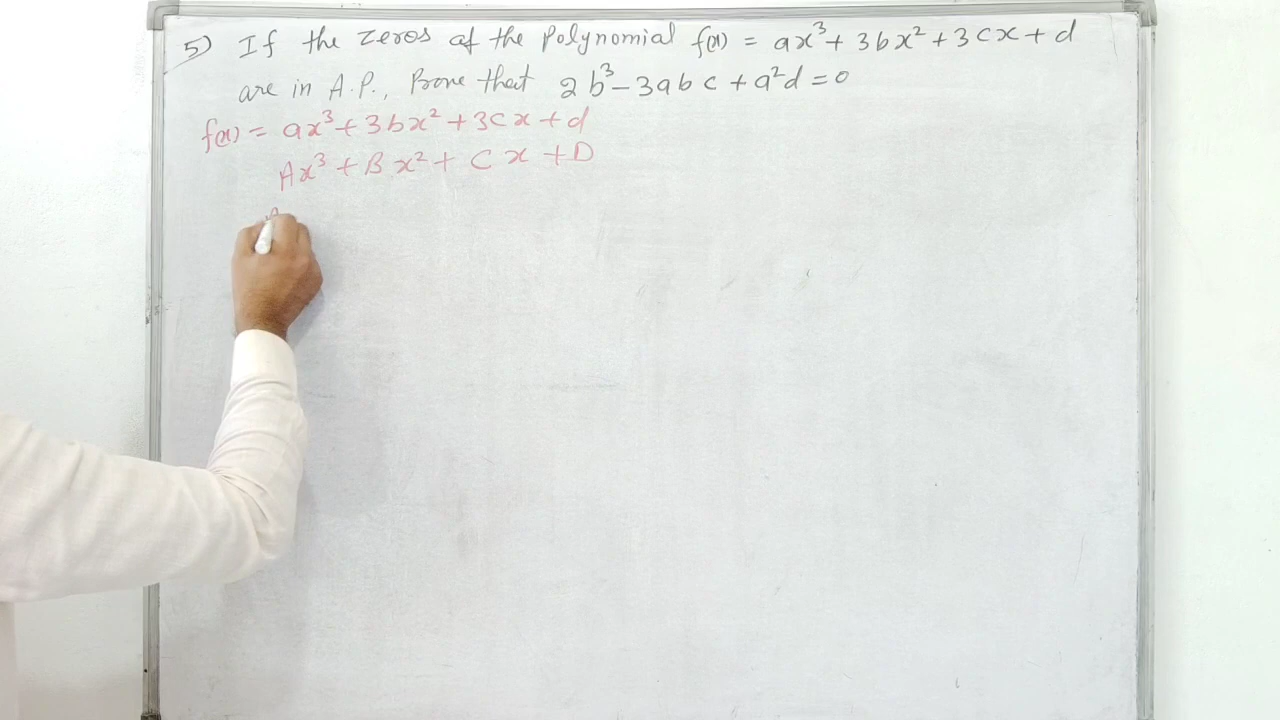 5) If the zeros of the polynomial f(x) = ax³ + 3bx² + 3cx + d
are in A.P., Prove that 2b³ - 3abc + a²d = 0
f(x) = ax³ + 3bx² + 3cx + d
Ax³ + Bx² + Cx + D